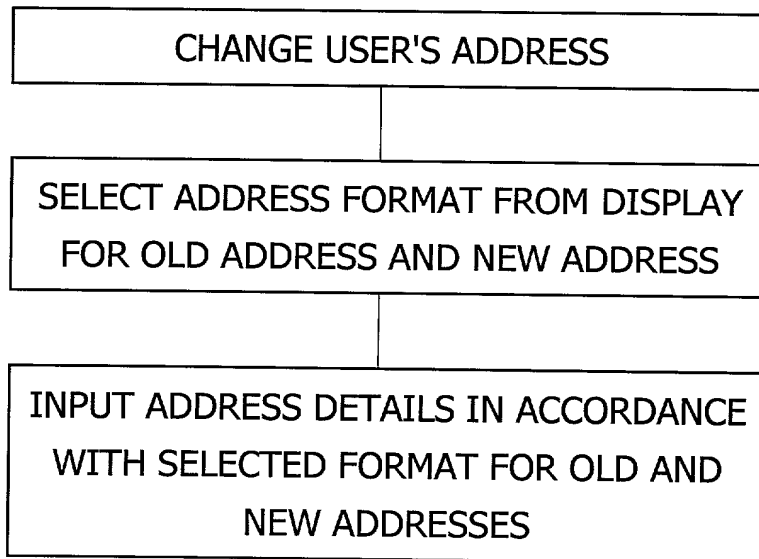 CHANGE USER'S ADDRESS
SELECT ADDRESS FORMAT FROM DISPLAY
FOR OLD ADDRESS AND NEW ADDRESS
INPUT ADDRESS DETAILS IN ACCORDANCE
WITH SELECTED FORMAT FOR OLD AND
NEW ADDRESSES